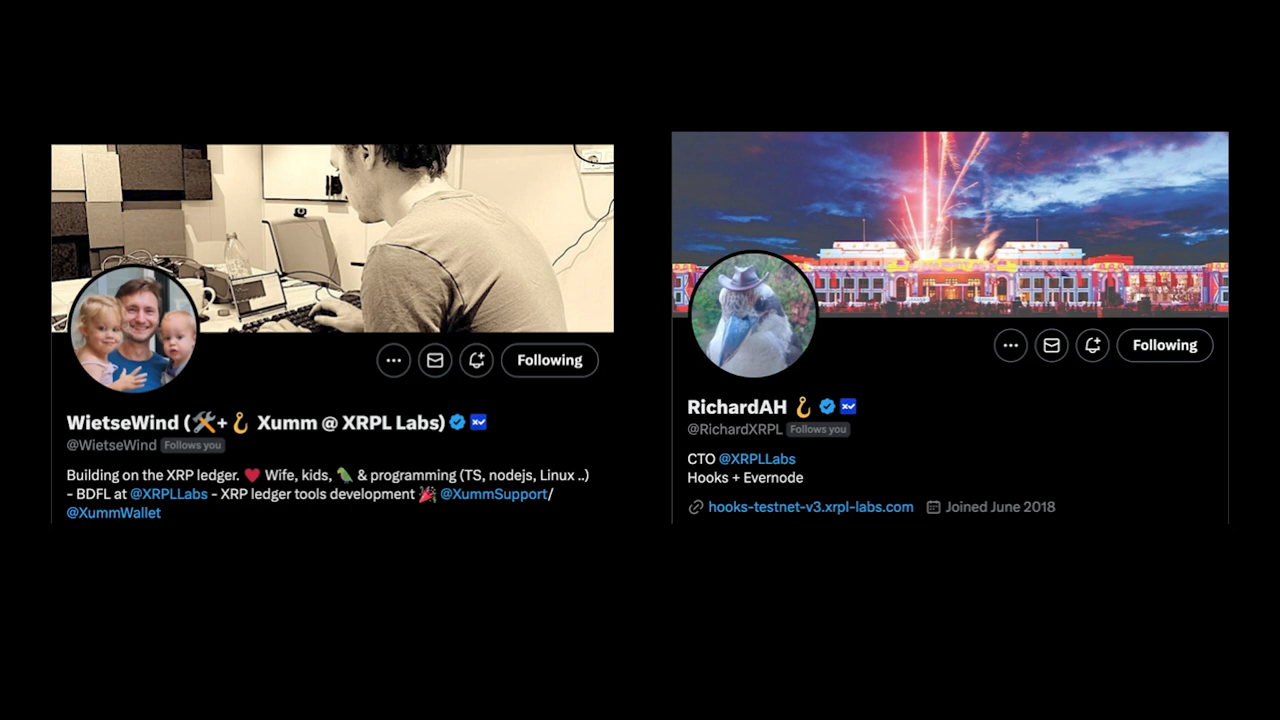 WietseWind (🛠️+🪝 Xumm @ XRPL Labs)
@WietseWind Follows you
Following
Building on the XRP ledger. ❤️ Wife, kids, 🦜 & programming (TS, nodejs, Linux ..)
- BDFL at @XRPLLabs - XRP ledger tools development 🎉 @XummSupport/
@XummWallet
Following
RichardAH 🪝
@RichardXRPL Follows you
CTO @XRPLLabs
Hooks + Evernode
hooks-testnet-v3.xrpl-labs.com Joined June 2018